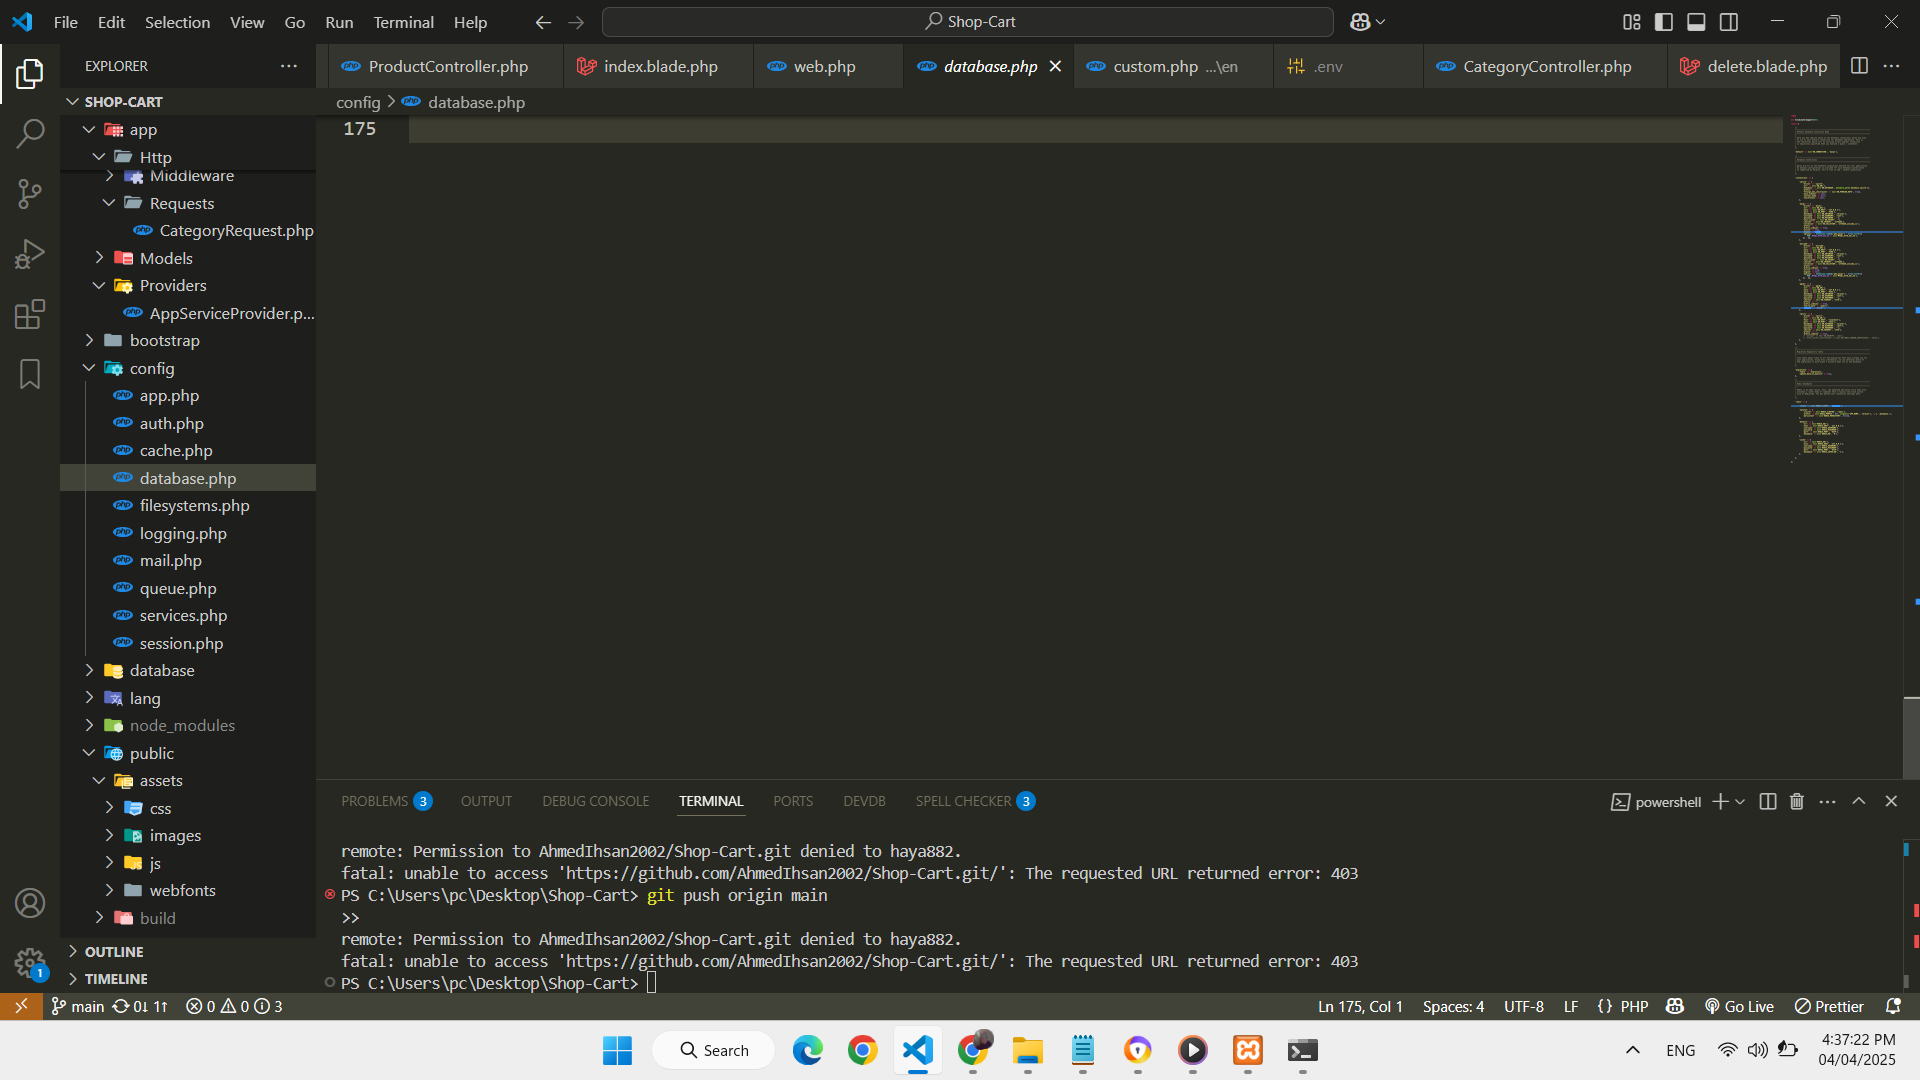 File Edit Selection View Go Run Terminal Help
Shop-Cart
EXPLORER
ProductController.php
index.blade.php
web.php
database.php
custom.php ...\en
.env
CategoryController.php
delete.blade.php
SHOP-CART
config
database.php
175
app
Http
Middleware
Requests
CategoryRequest.php
Models
Providers
AppServiceProvider.p...
bootstrap
config
app.php
auth.php
cache.php
database.php
filesystems.php
logging.php
mail.php
queue.php
services.php
session.php
database
lang
node_modules
public
assets
css
images
js
webfonts
build
OUTLINE
TIMELINE
1
PROBLEMS 3 OUTPUT DEBUG CONSOLE TERMINAL PORTS DEVDB SPELL CHECKER 3
powershell
remote: Permission to AhmedIhsan2002/Shop-Cart.git denied to haya882.
fatal: unable to access 'https://github.com/AhmedIhsan2002/Shop-Cart.git/': The requested URL returned error: 403
PS C:\Users\pc\Desktop\Shop-Cart> git push origin main
>>
remote: Permission to AhmedIhsan2002/Shop-Cart.git denied to haya882.
fatal: unable to access 'https://github.com/AhmedIhsan2002/Shop-Cart.git/': The requested URL returned error: 403
PS C:\Users\pc\Desktop\Shop-Cart>
main 0↓ 1↑ 0 0 3
Ln 175, Col 1 Spaces: 4 UTF-8 LF {} PHP Go Live Prettier
Search
ENG
4:37:22 PM
04/04/2025